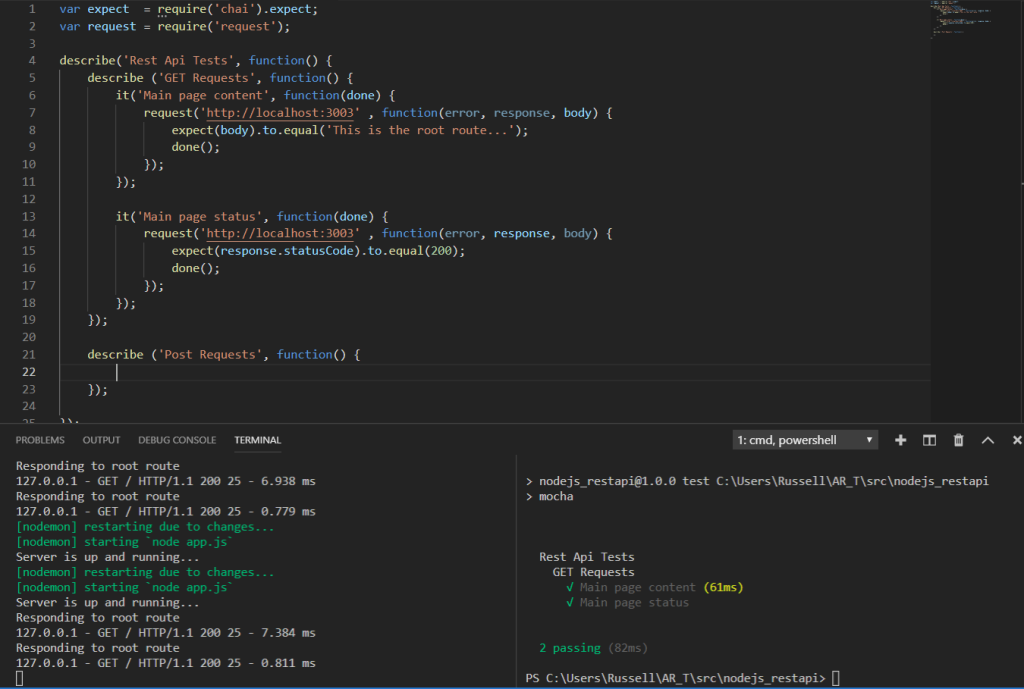 1 var expect  = require('chai').expect;
2 var request = require('request');
3
4 describe('Rest Api Tests', function() {
5     describe ('GET Requests', function() {
6         it('Main page content', function(done) {
7             request('http://localhost:3003' , function(error, response, body) {
8                 expect(body).to.equal('This is the root route...');
9                 done();
10             });
11         });
12
13         it('Main page status', function(done) {
14             request('http://localhost:3003' , function(error, response, body) {
15                 expect(response.statusCode).to.equal(200);
16                 done();
17             });
18         });
19     });
20
21     describe ('Post Requests', function() {
22
23     });
24
25 });
PROBLEMS OUTPUT DEBUG CONSOLE TERMINAL
1: cmd, powershell
Responding to root route
127.0.0.1 - GET / HTTP/1.1 200 25 - 6.938 ms
Responding to root route
127.0.0.1 - GET / HTTP/1.1 200 25 - 0.779 ms
[nodemon] restarting due to changes...
[nodemon] starting `node app.js`
Server is up and running...
[nodemon] restarting due to changes...
[nodemon] starting `node app.js`
Server is up and running...
Responding to root route
127.0.0.1 - GET / HTTP/1.1 200 25 - 7.384 ms
Responding to root route
127.0.0.1 - GET / HTTP/1.1 200 25 - 0.811 ms
> nodejs_restapi@1.0.0 test C:\Users\Russell\AR_T\src\nodejs_restapi
> mocha
Rest Api Tests
GET Requests
√ Main page content (61ms)
√ Main page status
2 passing (82ms)
PS C:\Users\Russell\AR_T\src\nodejs_restapi>